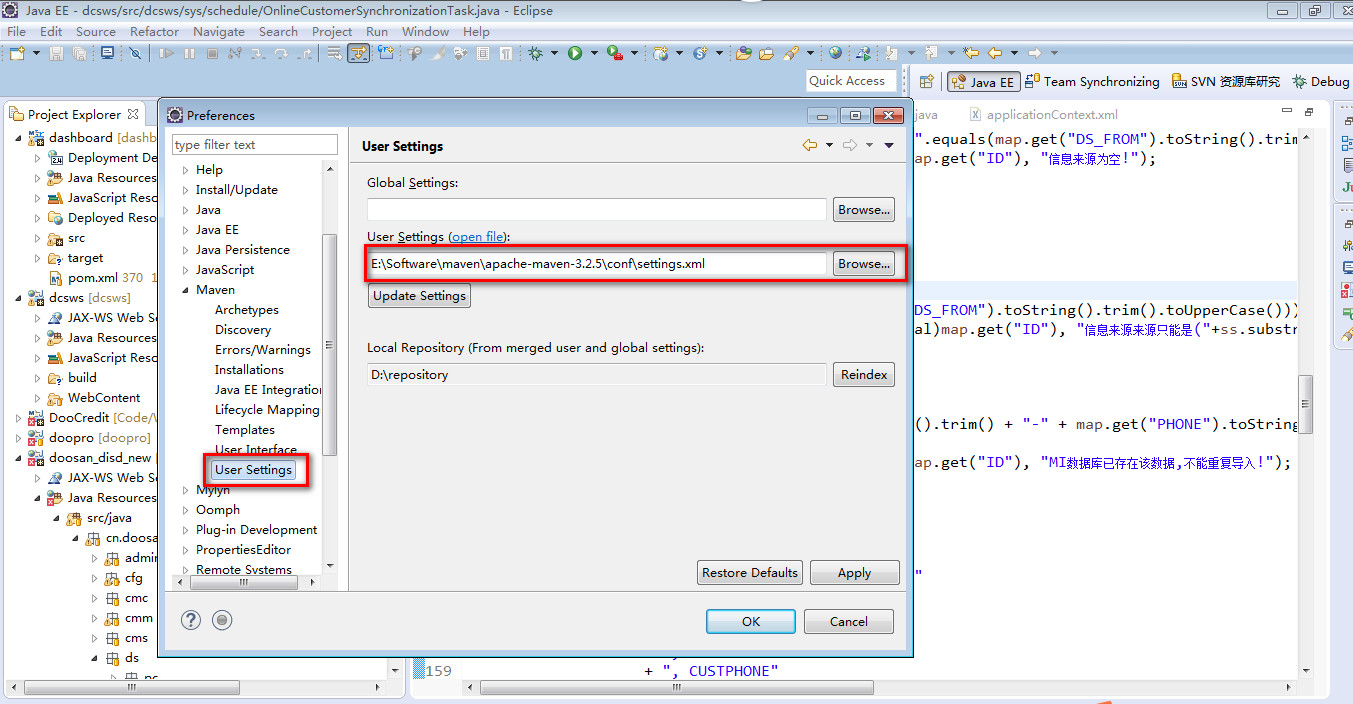 Java EE - dcsws/src/dcsws/sys/schedule/OnlineCustomerSynchronizationTask.java - Eclipse
File Edit Source Refactor Navigate Search Project Run Window Help
Quick Access
Java EE Team Synchronizing SVN 资源库研究 Debug
Project Explorer
dashboard [dashb
Deployment De
Java Resources
JavaScript Reso
Deployed Reso
src
target
pom.xml 370 1
dcsws [dcsws]
JAX-WS Web Se
Java Resources
JavaScript Reso
build
WebContent
DooCredit [Code/\
doopro [doopro]
doosan_disd_new
JAX-WS Web Se
Java Resources
src/java
cn.doosa
admin
cfg
cmc
cmm
cms
ds
Preferences
type filter text
Help
Install/Update
Java
Java EE
Java Persistence
JavaScript
Maven
Archetypes
Discovery
Errors/Warnings
Installations
Java EE Integration
Lifecycle Mapping
Templates
User Interface
User Settings
Mylyn
Oomph
Plug-in Development
PropertiesEditor
Remote Systems
User Settings
Global Settings:
Browse...
User Settings (open file):
E:\Software\maven\apache-maven-3.2.5\conf\settings.xml
Browse...
Update Settings
Local Repository (From merged user and global settings):
D:\repository
Reindex
Restore Defaults Apply
OK Cancel
java applicationContext.xml
".equals(map.get("DS_FROM").toString().trim
ap.get("ID"), "信息来源为空!");
DS_FROM").toString().trim().toUpperCase()))
al)map.get("ID"), "信息来源来源只能是("+ss.substr
().trim() + "-" + map.get("PHONE").toString
ap.get("ID"), "MI数据库已存在该数据,不能重复导入!");
"
159 + ", CUSTPHONE"